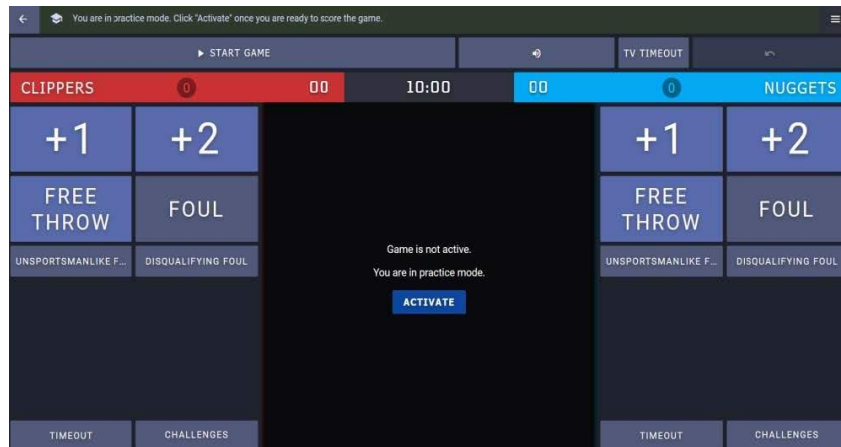 You are in practice mode. Click "Activate" once you are ready to score the game.
START GAME
TV TIMEOUT
CLIPPERS 0 00 10:00 00 0 NUGGETS
+1 +2 +1 +2
FREE THROW FOUL FREE THROW FOUL
UNSPORTSMANLIKE F... DISQUALIFYING FOUL UNSPORTSMANLIKE F... DISQUALIFYING FOUL
Game is not active.
You are in practice mode.
ACTIVATE
TIMEOUT CHALLENGES TIMEOUT CHALLENGES